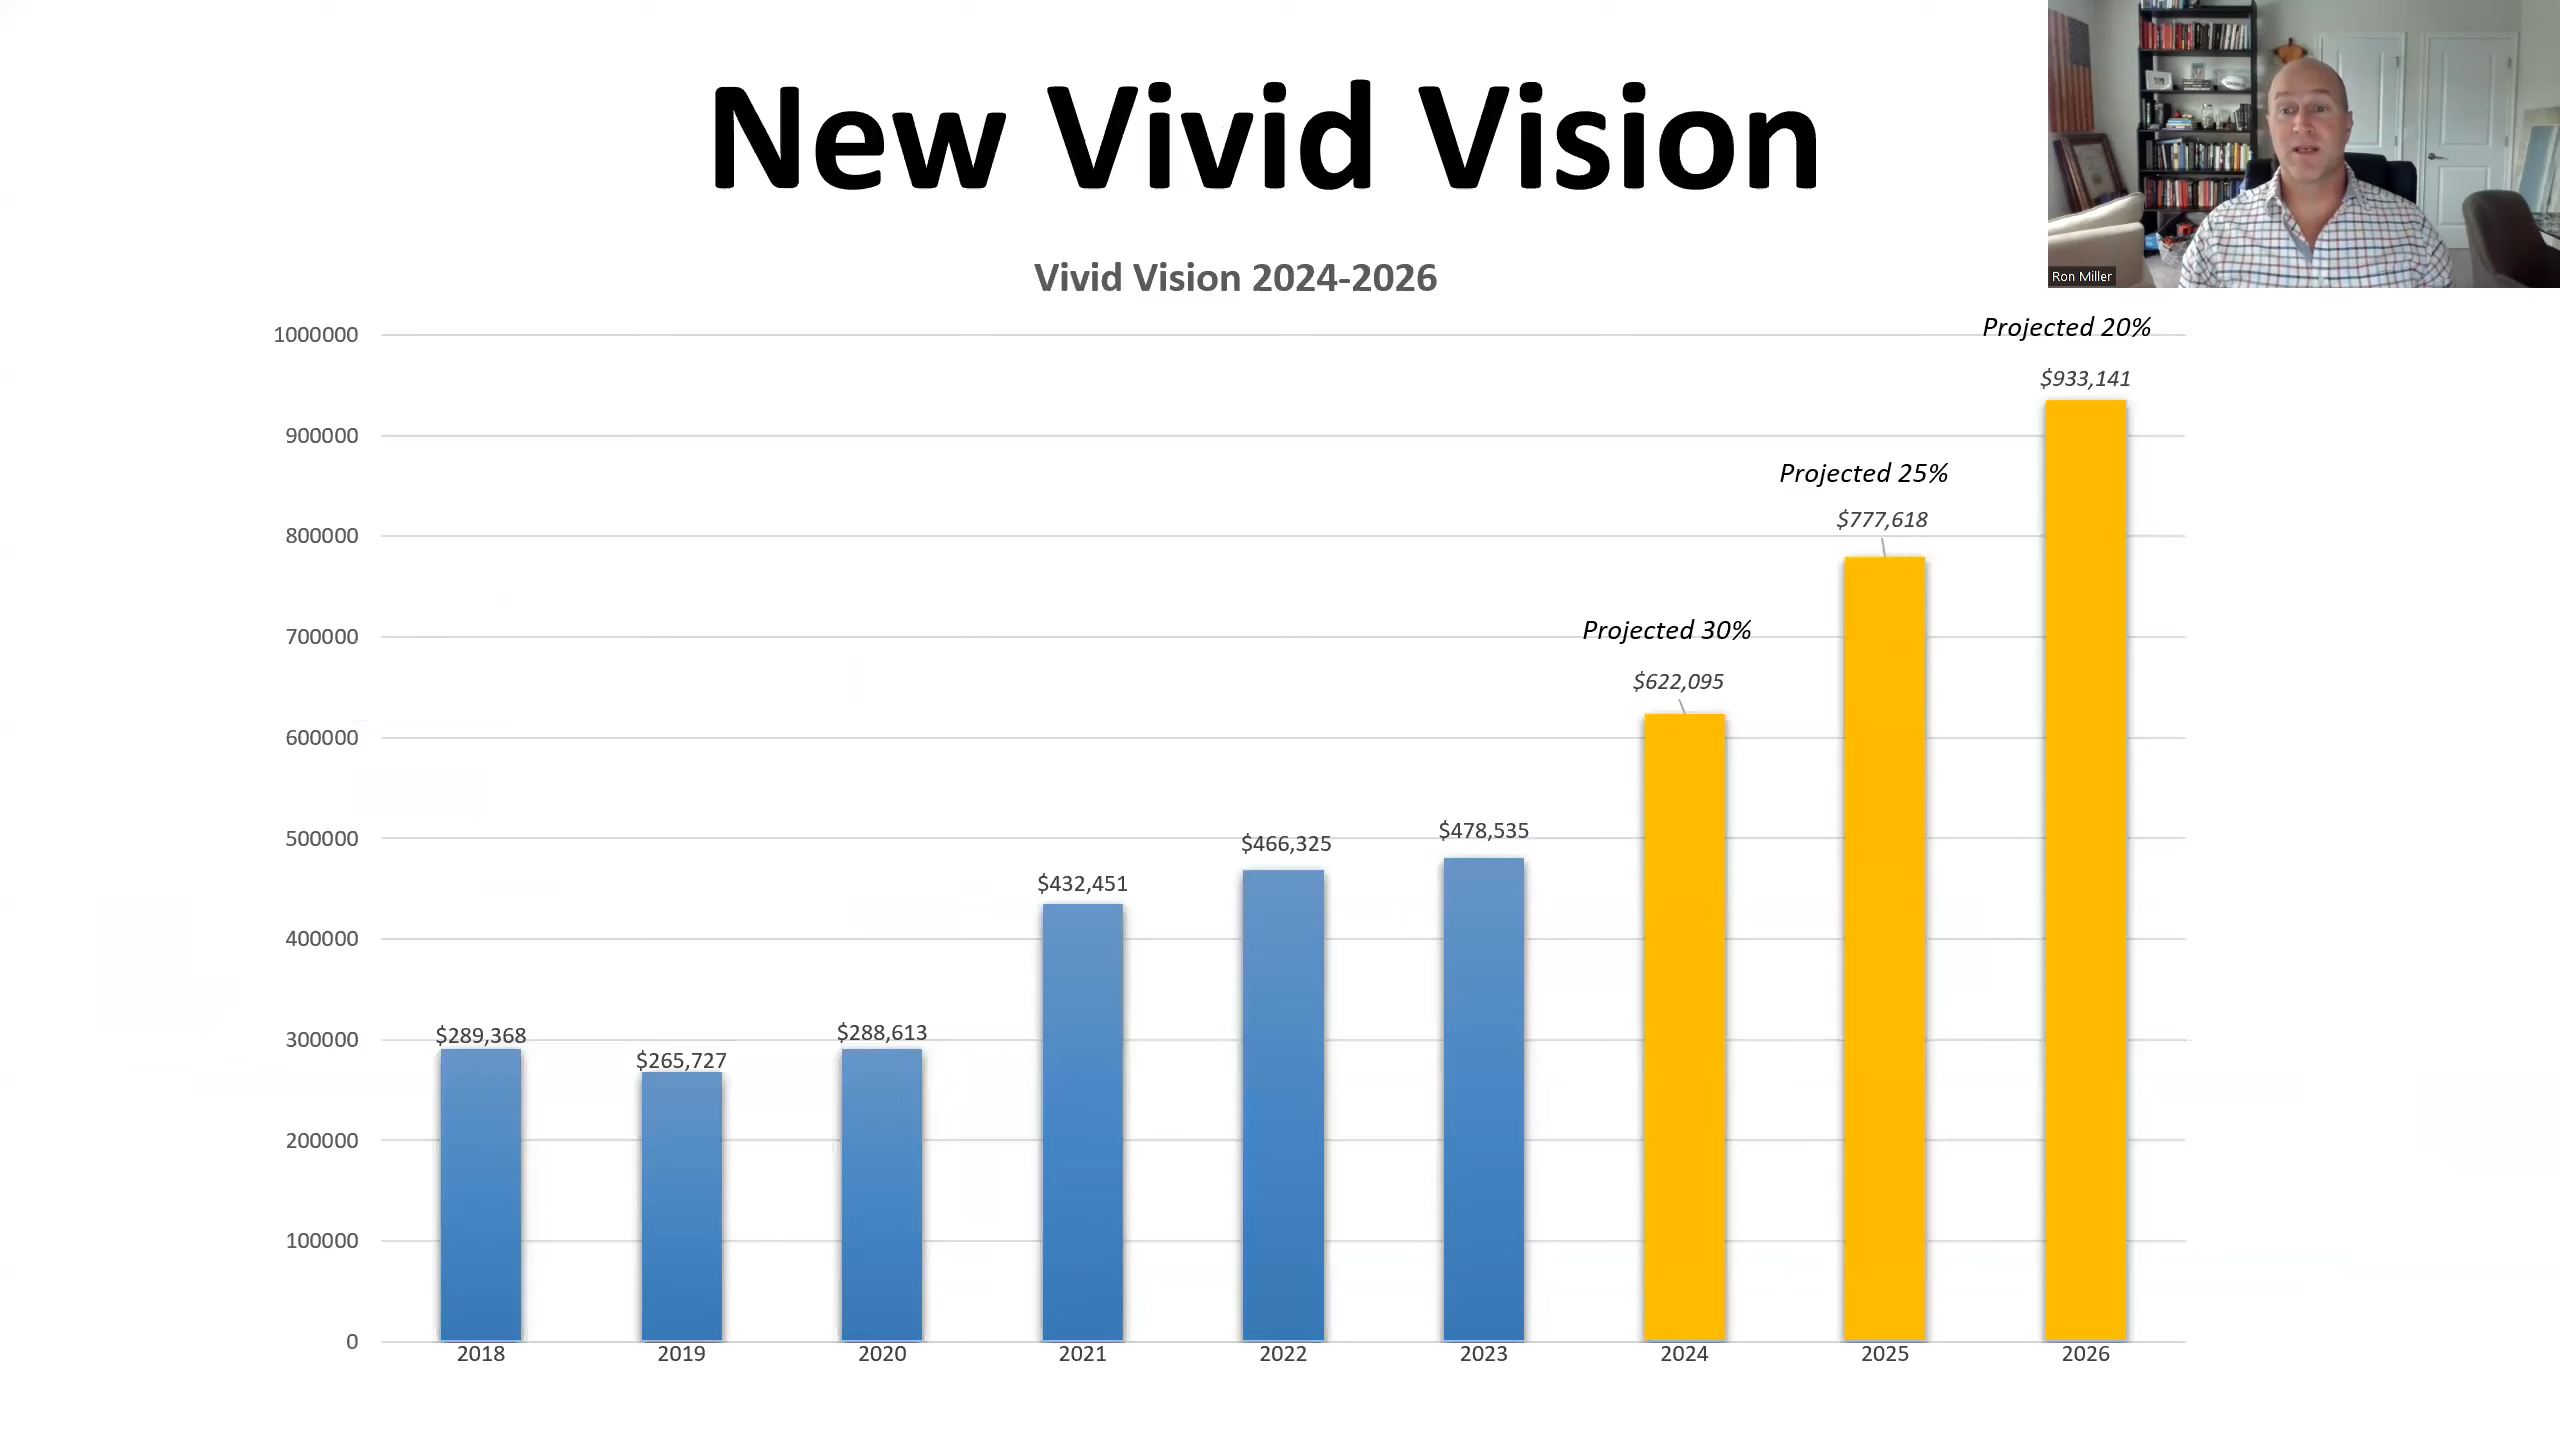 New Vivid Vision
Ron Miller
Vivid Vision 2024-2026
1000000
900000
800000
700000
600000
500000
400000
300000
200000
100000
0
$289,368
$265,727
$288,613
$432,451
$466,325
$478,535
Projected 30%
$622,095
Projected 25%
$777,618
Projected 20%
$933,141
2018 2019 2020 2021 2022 2023 2024 2025 2026